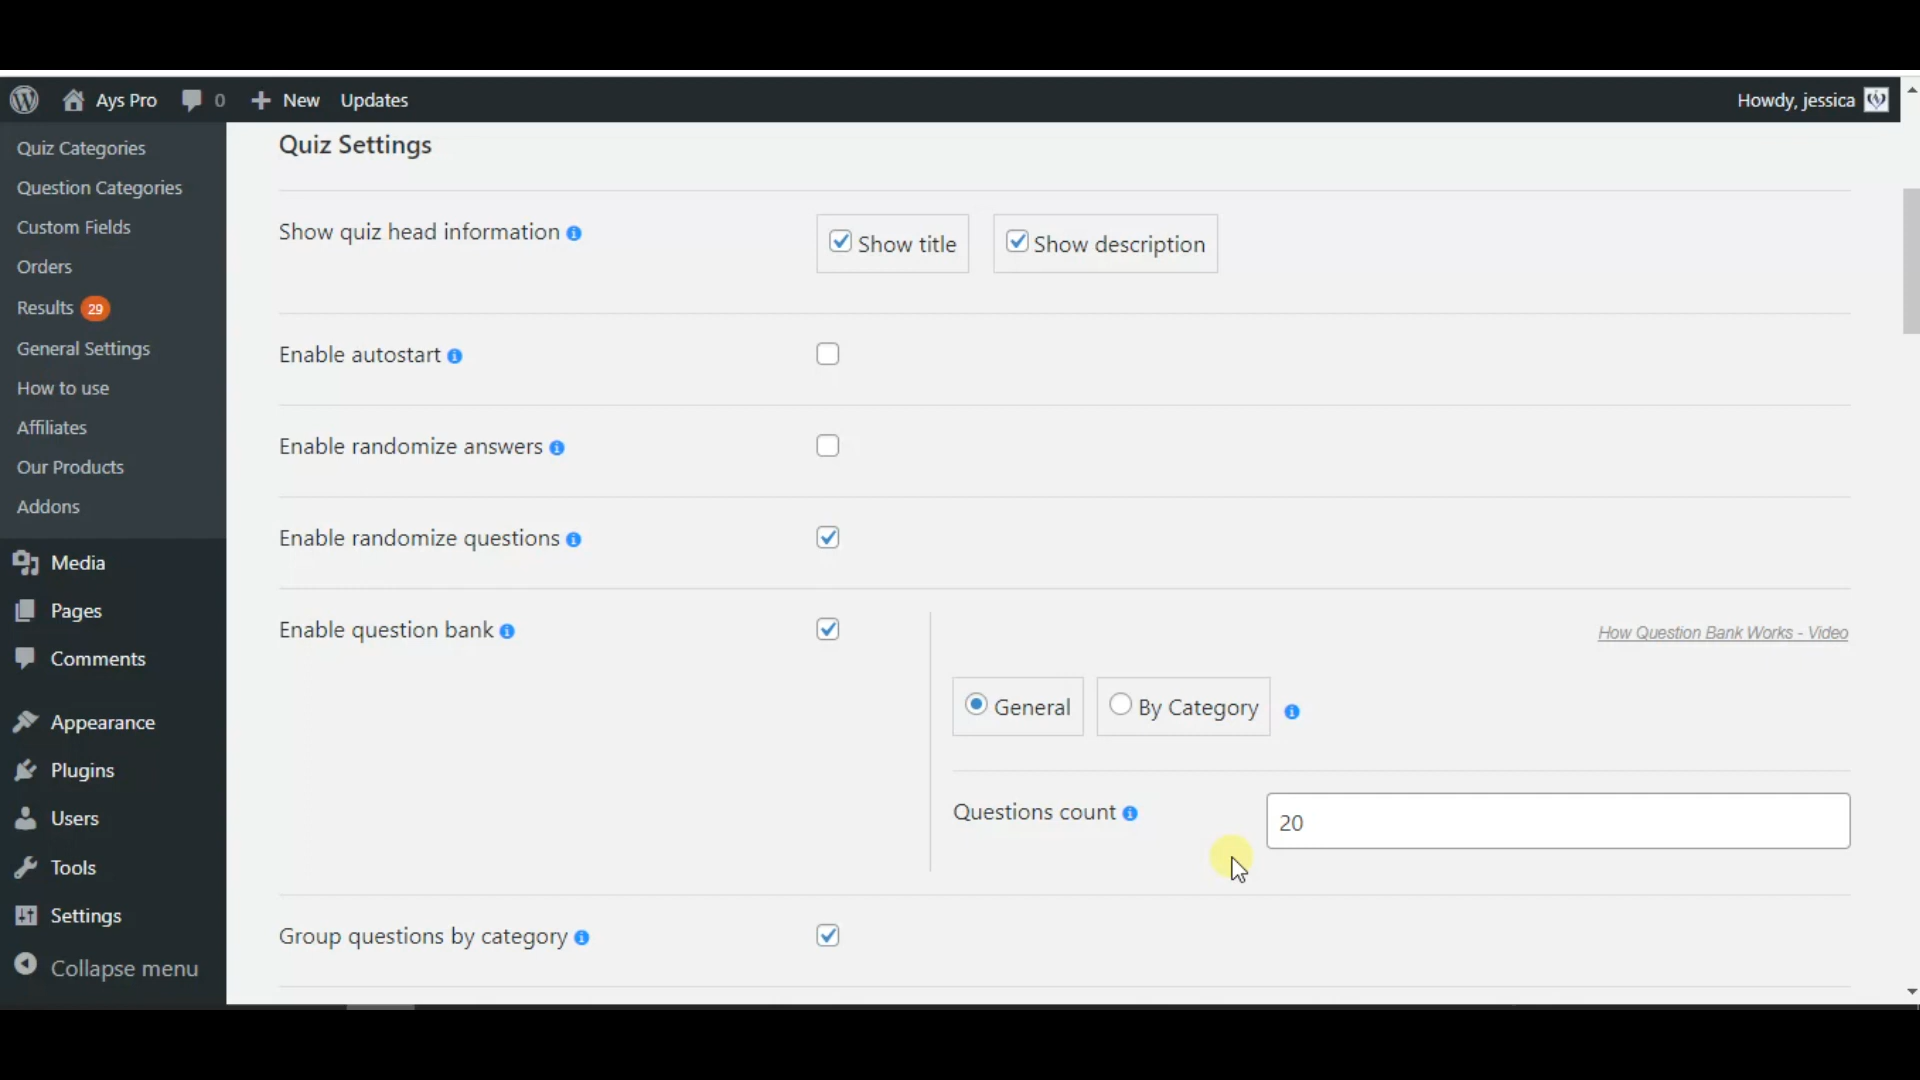 Ays Pro 0 New Updates Howdy, jessica
Quiz Categories
Question Categories
Custom Fields
Orders
Results 29
General Settings
How to use
Affiliates
Our Products
Addons
Media
Pages
Comments
Appearance
Plugins
Users
Tools
Settings
Collapse menu
Quiz Settings
Show quiz head information Show title Show description
Enable autostart
Enable randomize answers
Enable randomize questions
Enable question bank How Question Bank Works - Video
General By Category
Questions count 20
Group questions by category